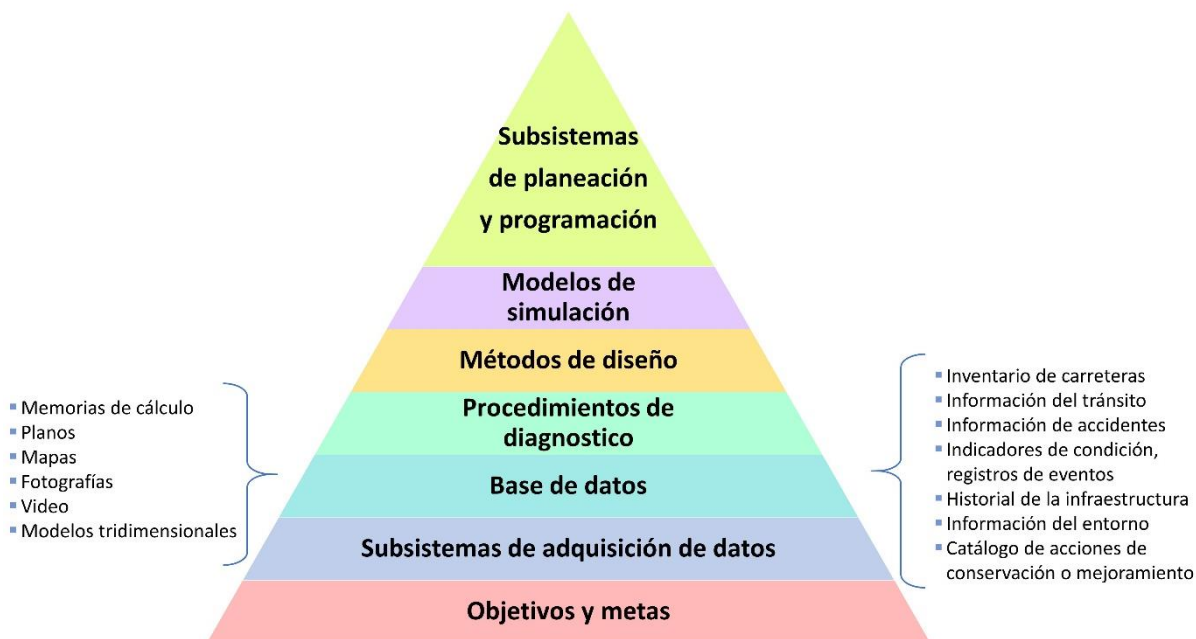 Subsistemas
de planeación
y programación
Modelos de
simulación
Métodos de diseño
Procedimientos de
diagnostico
Base de datos
Subsistemas de adquisición de datos
Objetivos y metas
▪ Memorias de cálculo
▪ Planos
▪ Mapas
▪ Fotografías
▪ Video
▪ Modelos tridimensionales
▪ Inventario de carreteras
▪ Información del tránsito
▪ Información de accidentes
▪ Indicadores de condición,
registros de eventos
▪ Historial de la infraestructura
▪ Información del entorno
▪ Catálogo de acciones de
conservación o mejoramiento